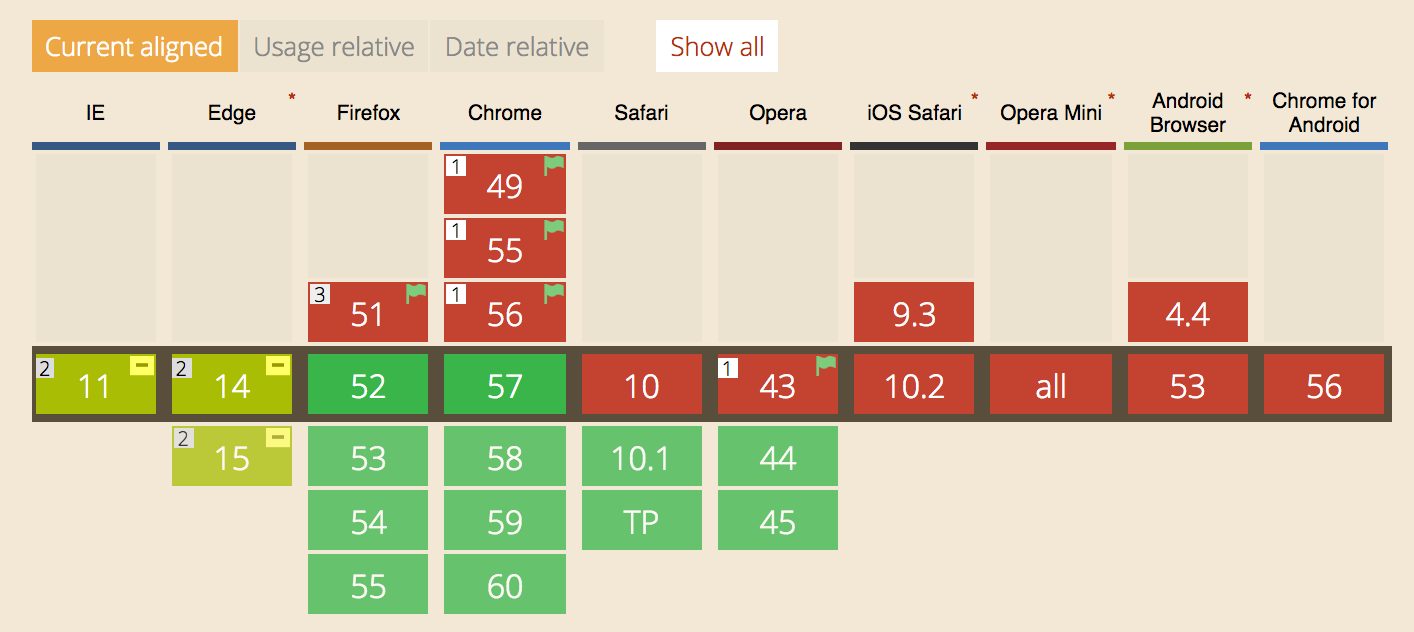 Current aligned Usage relative Date relative Show all
IE Edge * Firefox Chrome Safari Opera iOS Safari * Opera Mini * Android Browser * Chrome for Android
1 49
1 55
3 51 1 56 9.3 4.4
2 11 2 14 52 57 10 1 43 10.2 all 53 56
2 15 53 58 10.1 44
54 59 TP 45
55 60